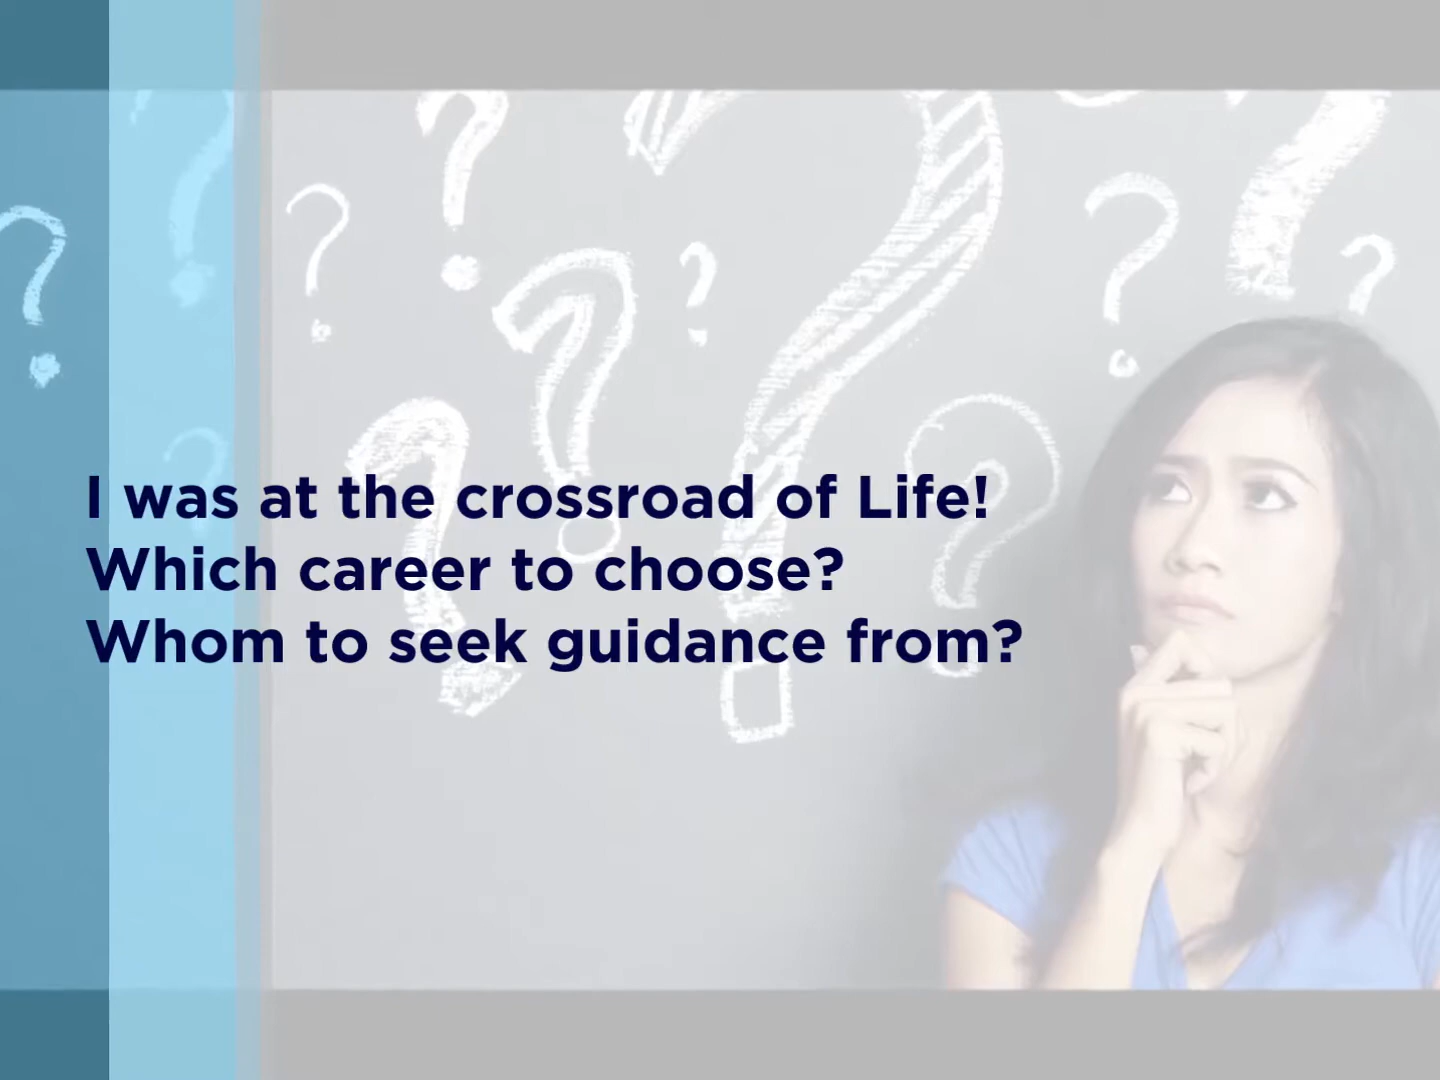 I was at the crossroad of Life!
Which career to choose?
Whom to seek guidance from?